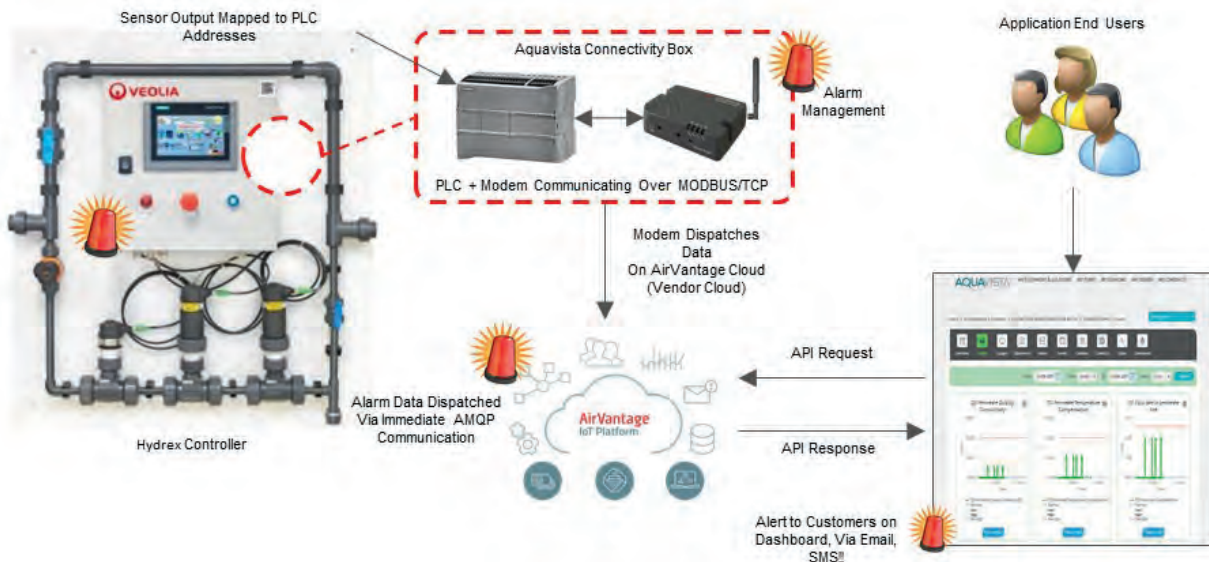 Sensor Output Mapped to PLC
Addresses
VEOLIA
Hydrex Controller
Aquavista Connectivity Box
PLC + Modem Communicating Over MODBUS/TCP
Alarm
Management
Application End Users
Modem Dispatches
Data
On AirVantage Cloud
(Vendor Cloud)
Alarm Data Dispatched
Via Immediate AMQP
Communication
AirVantage
IoT Platform
API Request
API Response
AQUAVISTA
Alert to Customers on
Dashboard, Via Email,
SMS!!